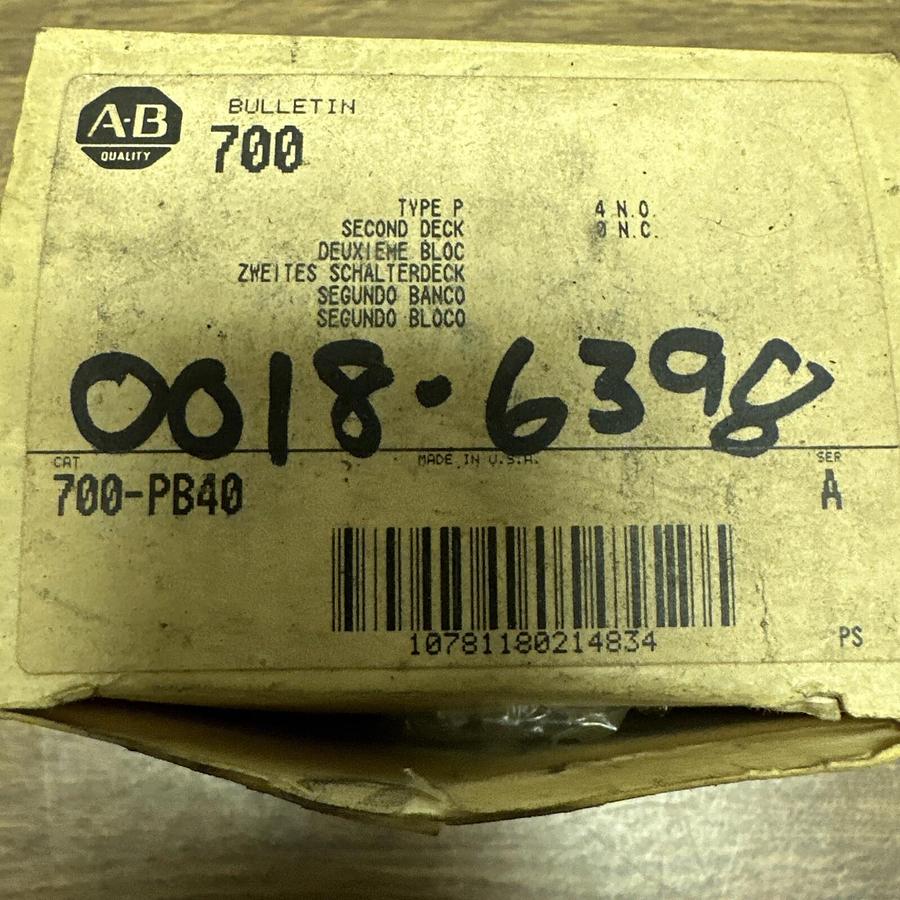 A-B
QUALITY
BULLETIN
700
TYPE P 4 N.O.
SECOND DECK 0 N.C.
DEUXIEME BLOC
ZWEITES SCHALTERDECK
SEGUNDO BANCO
SEGUNDO BLOCO
0018·6398
CAT MADE IN U.S.A. SER
700-PB40 A
10781180214834
PS